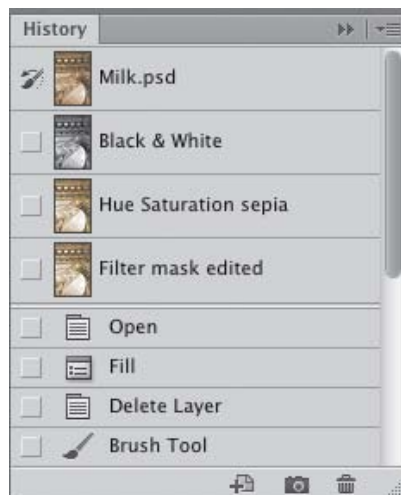 History
Milk.psd
Black & White
Hue Saturation sepia
Filter mask edited
Open
Fill
Delete Layer
Brush Tool